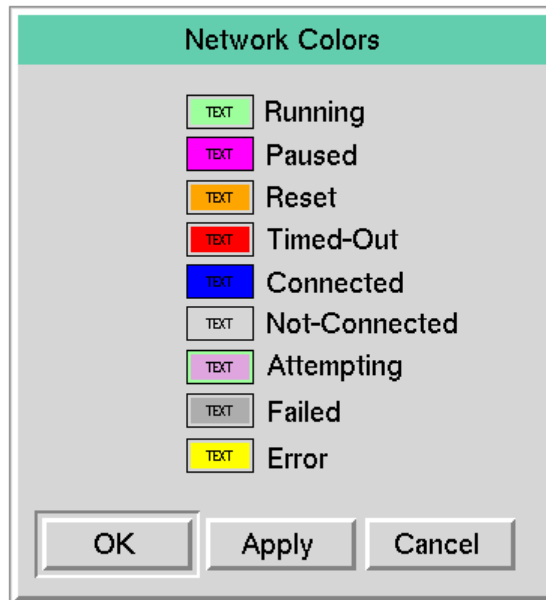 Network Colors
TEXT Running
TEXT Paused
TEXT Reset
TEXT Timed-Out
TEXT Connected
TEXT Not-Connected
TEXT Attempting
TEXT Failed
TEXT Error
OK Apply Cancel